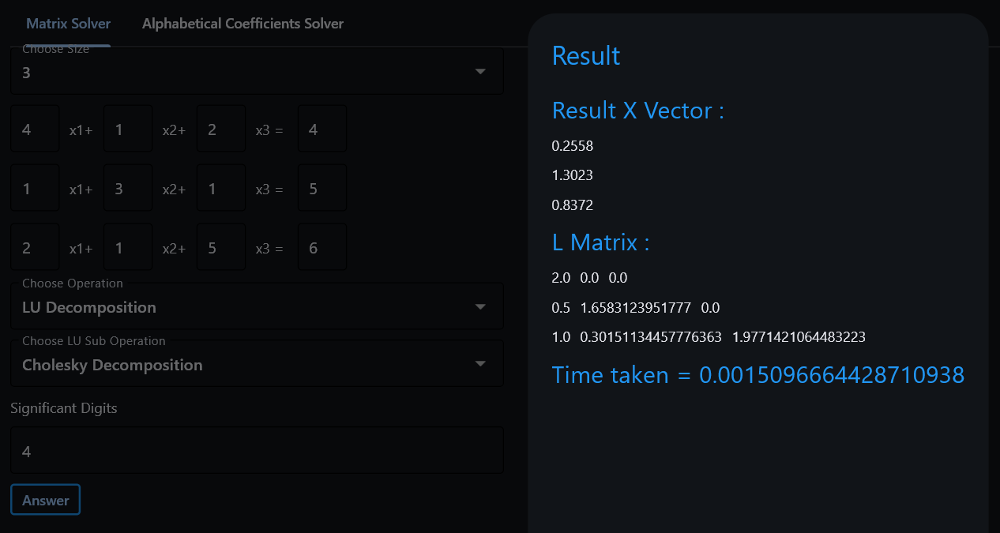 Matrix Solver Alphabetical Coefficients Solver
Choose Size
3
4 x1+ 1 x2+ 2 x3 = 4
1 x1+ 3 x2+ 1 x3 = 5
2 x1+ 1 x2+ 5 x3 = 6
Choose Operation
LU Decomposition
Choose LU Sub Operation
Cholesky Decomposition
Significant Digits
4
Answer
Result
Result X Vector :
0.2558
1.3023
0.8372
L Matrix :
2.0 0.0 0.0
0.5 1.6583123951777 0.0
1.0 0.30151134457776363 1.9771421064483223
Time taken = 0.0015096664428710938